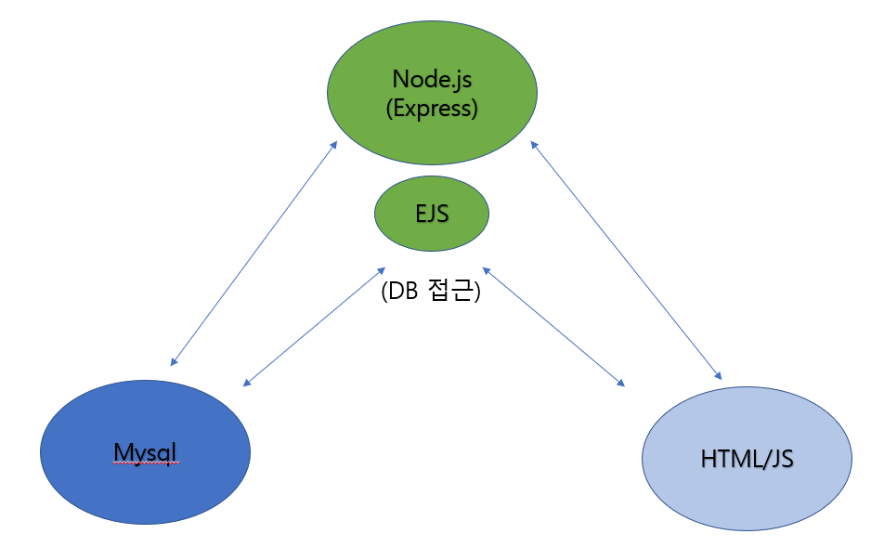 Node.js
(Express)
EJS
(DB 접근)
Mysql
HTML/JS